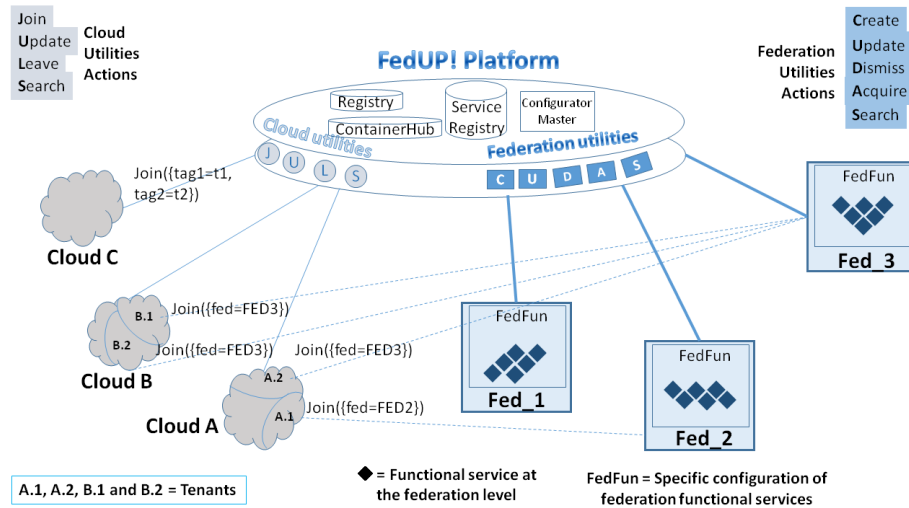 Join
Update
Leave
Search
Cloud
Utilities
Actions
FedUP! Platform
Federation
Utilities
Actions
Create
Update
Dismiss
Acquire
Search
Registry
ContainerHub
Service
Registry
Configurator
Master
Cloud utilities
Federation utilities
J U L S
C U D A S
Join({tag1=t1,
tag2=t2})
Cloud C
FedFun
Fed_3
B.1
B.2
Join({fed=FED3})
Join({fed=FED3})
Cloud B
Join({fed=FED3})
A.2
A.1
Join({fed=FED2})
Cloud A
FedFun
Fed_1
FedFun
Fed_2
A.1, A.2, B.1 and B.2 = Tenants
= Functional service at
the federation level
FedFun = Specific configuration of
federation functional services